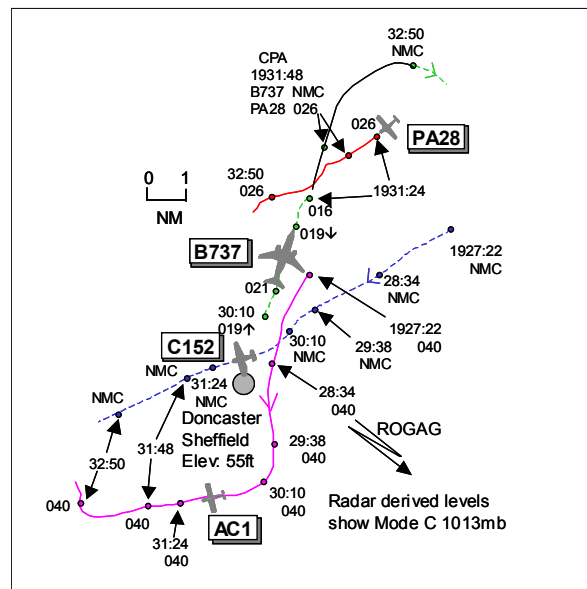 32:50
NMC
CPA
1931:48
B737 NMC
PA28 026
026
PA28
32:50
026
0 1
NM
1931:24
016
019↓
B737
1927:22
NMC
021
28:34
NMC
30:10
019↑
1927:22
040
C152
30:10
NMC
29:38
NMC
NMC
NMC
31:24
NMC
28:34
040
Doncaster
Sheffield
Elev: 55ft
ROGAG
31:48
32:50
29:38
040
30:10
040
Radar derived levels
show Mode C 1013mb
040
040
AC1
31:24
040